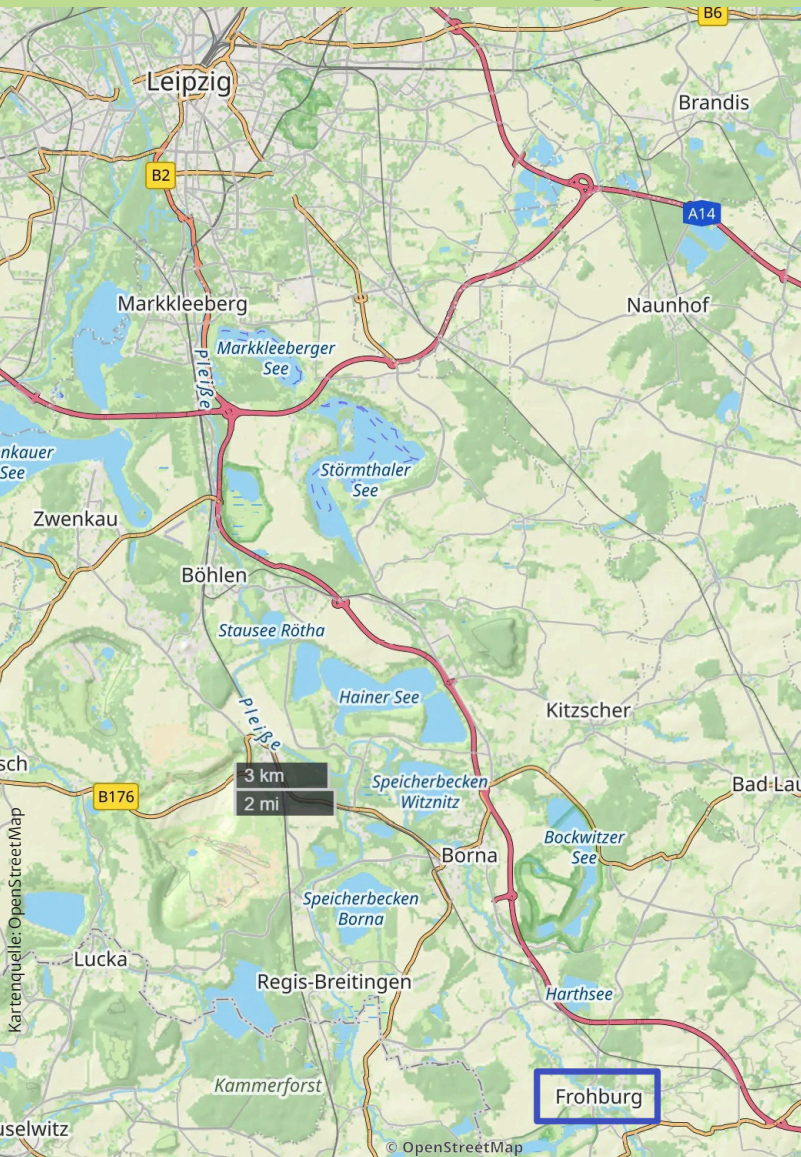 B6
Leipzig
Brandis
B2
A14
Markkleeberg
Naunhof
Markkleeberger
See
Pleiße
nkauer
See
Störmthaler
See
Zwenkau
Böhlen
Stausee Rötha
Hainer See
Kitzscher
Pleiße
sch
3 km
2 mi
B176
Speicherbecken
Witznitz
Bad Lau
Bockwitzer
See
Borna
Speicherbecken
Borna
Lucka
Regis-Breitingen
Harthsee
Kammerforst
Frohburg
uselwitz
© OpenStreetMap
Kartenquelle: OpenStreetMap